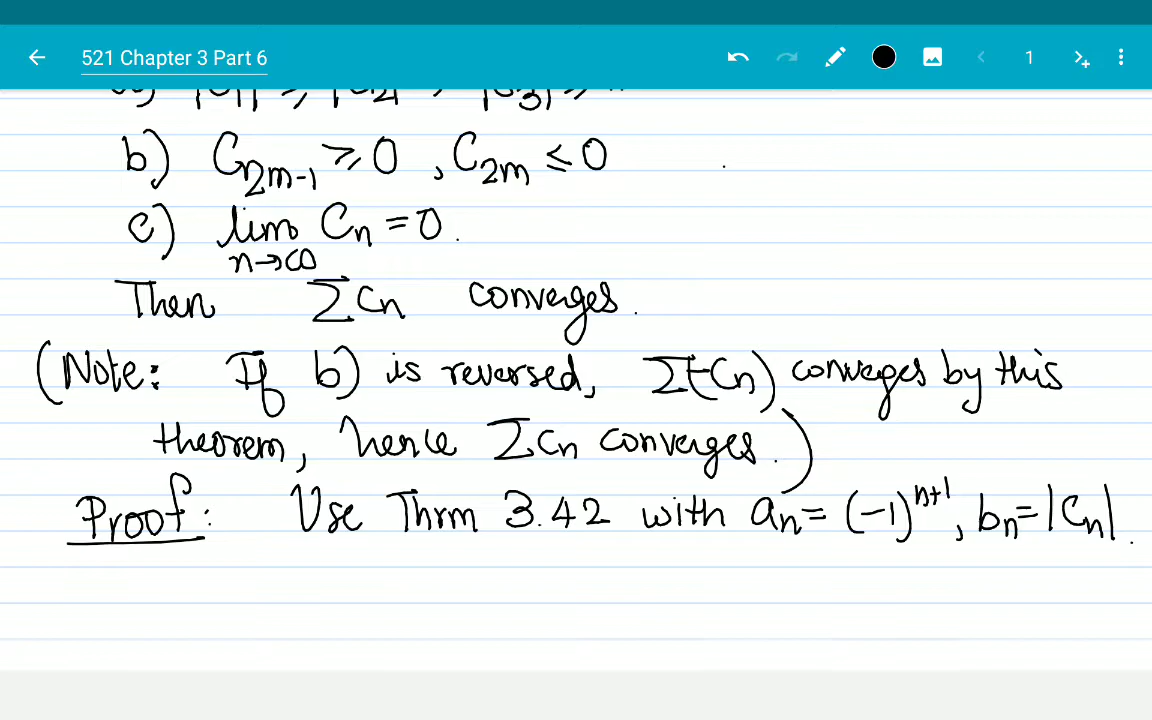 521 Chapter 3 Part 6
1
b) C2m-1 ≥ 0 , C2m ≤ 0
c) lim n→∞ Cn = 0.
Then ΣCn converges.
(Note: If b) is reversed, Σ(-Cn) converges by this
theorem, hence ΣCn converges.)
Proof: Use Thrm 3.42 with an = (-1)^n+1, bn = |Cn|.